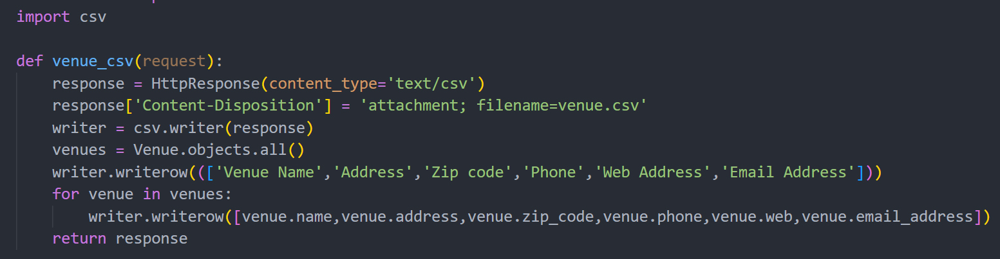 import csv
def venue_csv(request):
    response = HttpResponse(content_type='text/csv')
    response['Content-Disposition'] = 'attachment; filename=venue.csv'
    writer = csv.writer(response)
    venues = Venue.objects.all()
    writer.writerow((['Venue Name','Address','Zip code','Phone','Web Address','Email Address']))
    for venue in venues:
        writer.writerow([venue.name,venue.address,venue.zip_code,venue.phone,venue.web,venue.email_address])
    return response